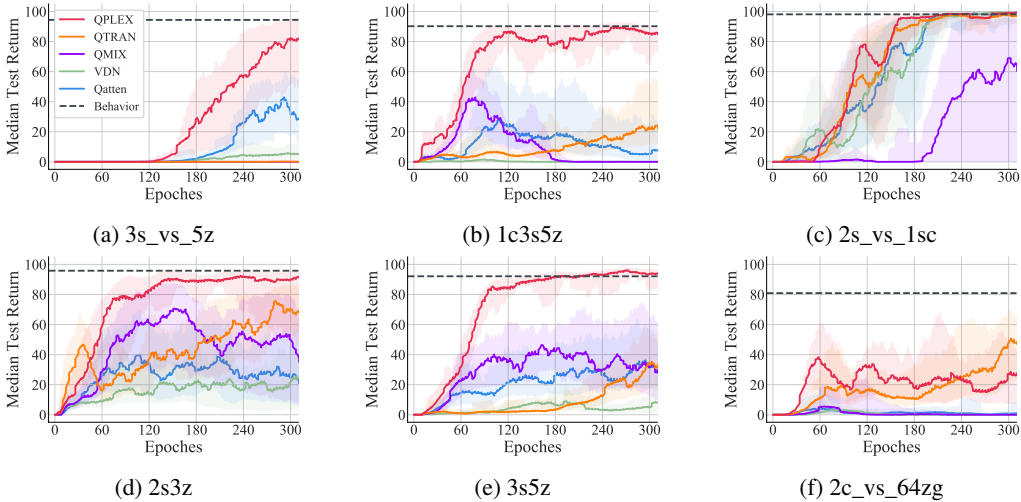 Median Test Return
100
80
60
40
20
0
QPLEX
QTRAN
QMIX
VDN
Qatten
Behavior
0 60 120 180 240 300
Epoches
(a) 3s_vs_5z
Median Test Return
100
80
60
40
20
0
0 60 120 180 240 300
Epoches
(b) 1c3s5z
Median Test Return
100
80
60
40
20
0
0 60 120 180 240 300
Epoches
(c) 2s_vs_1sc
Median Test Return
100
80
60
40
20
0
0 60 120 180 240 300
Epoches
(d) 2s3z
Median Test Return
100
80
60
40
20
0
0 60 120 180 240 300
Epoches
(e) 3s5z
Median Test Return
100
80
60
40
20
0
0 60 120 180 240 300
Epoches
(f) 2c_vs_64zg